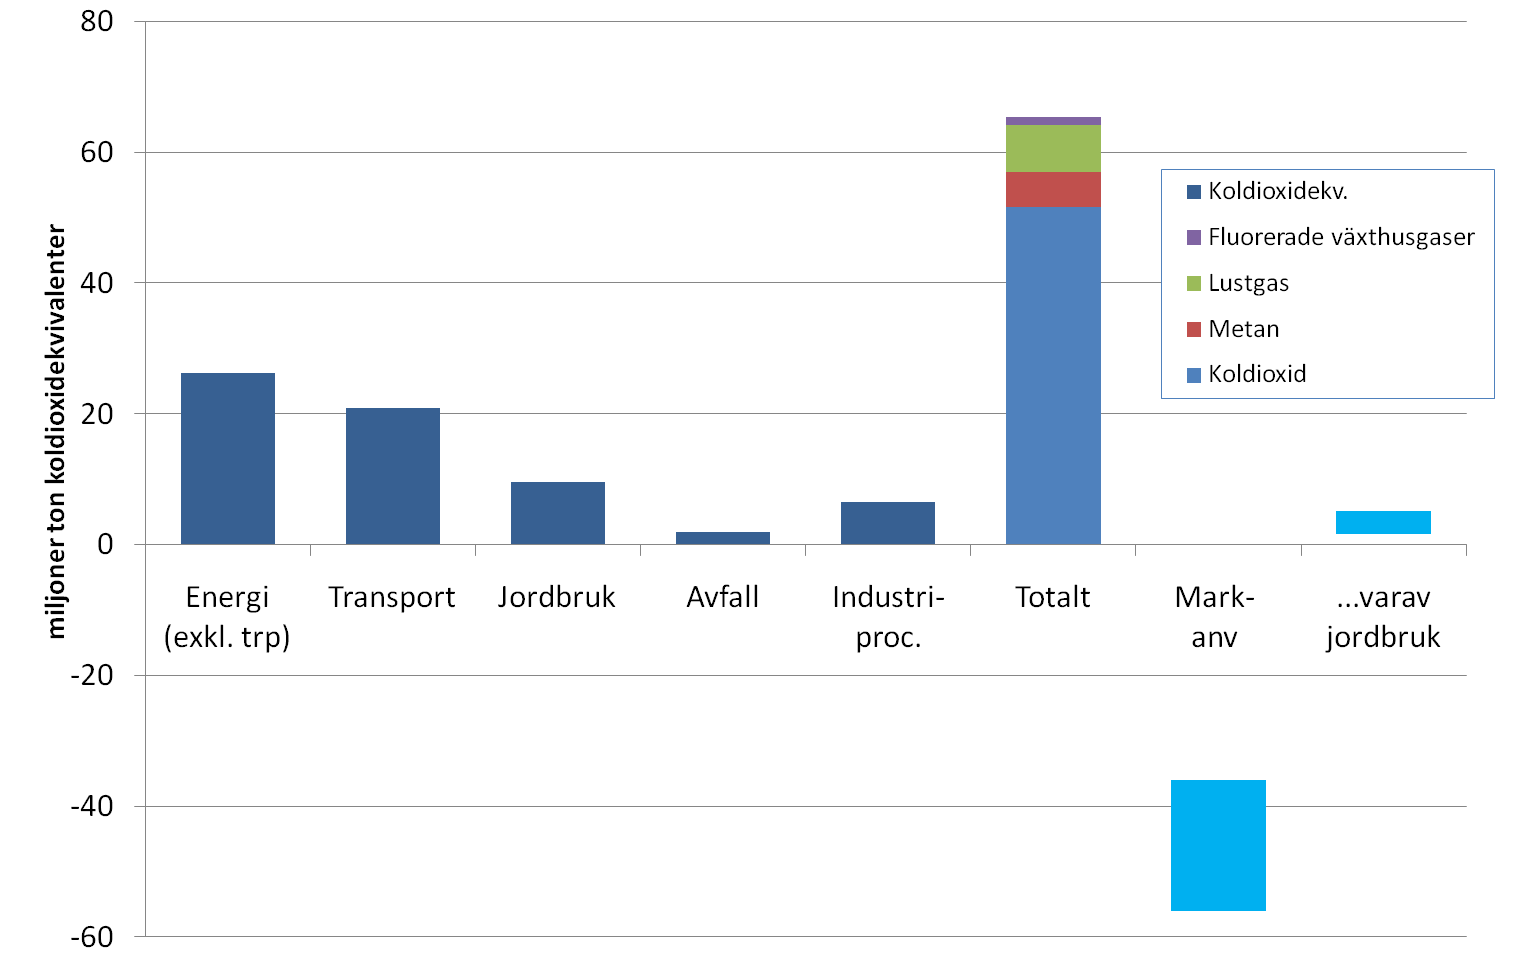 80
60
40
20
0
-20
-40
-60
miljoner ton koldioxidekvivalenter
Koldioxidekv.
Fluorerade växthusgaser
Lustgas
Metan
Koldioxid
Energi
(exkl. trp)
Transport
Jordbruk
Avfall
Industri-
proc.
Totalt
Mark-
anv
...varav
jordbruk